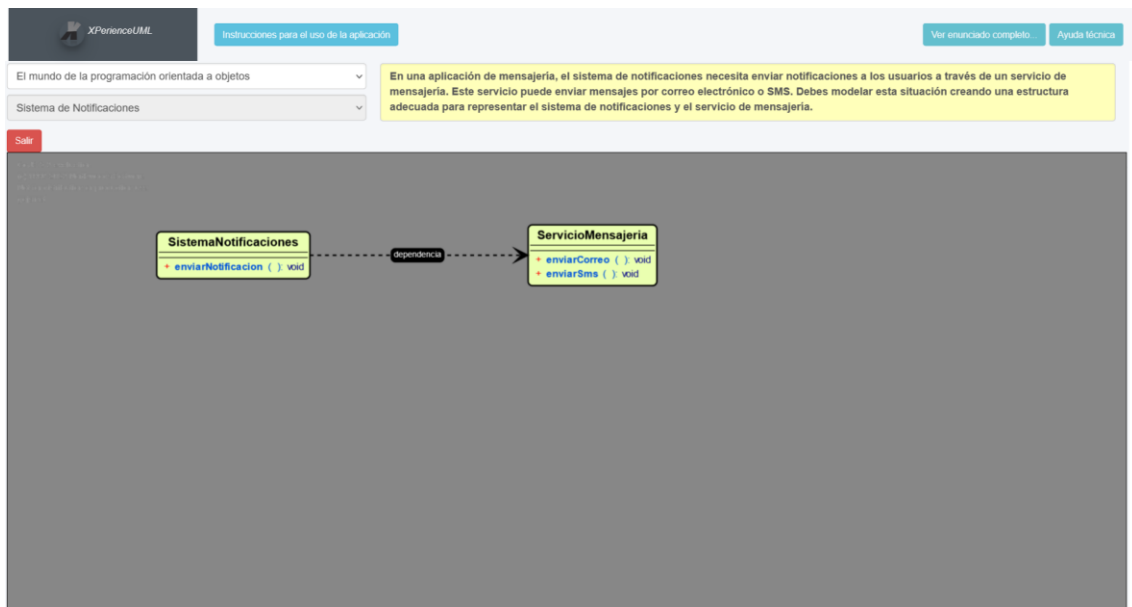 XPerienceUML
Instrucciones para el uso de la aplicación
Ver enunciado completo...
Ayuda técnica
El mundo de la programación orientada a objetos
Sistema de Notificaciones
En una aplicación de mensajería, el sistema de notificaciones necesita enviar notificaciones a los usuarios a través de un servicio de
mensajería. Este servicio puede enviar mensajes por correo electrónico o SMS. Debes modelar esta situación creando una estructura
adecuada para representar el sistema de notificaciones y el servicio de mensajería.
Salir
SistemaNotificaciones
+ enviarNotificacion ( ): void
dependencia
ServicioMensajeria
+ enviarCorreo ( ): void
+ enviarSms ( ): void